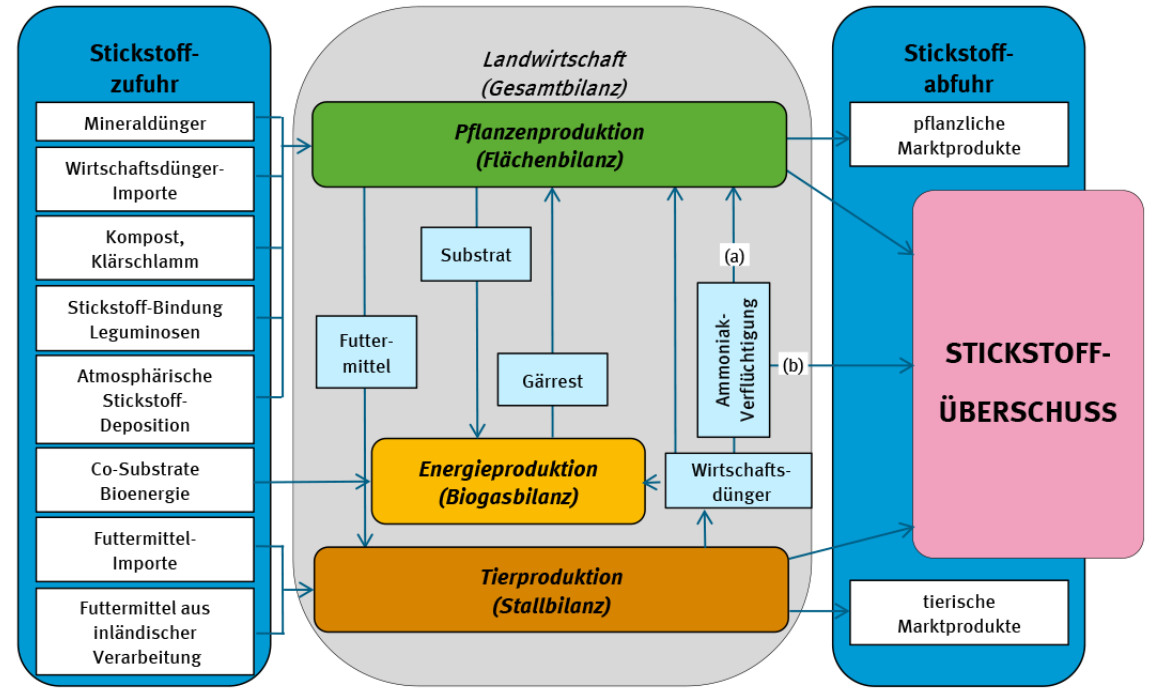 Stickstoff-
zufuhr
Mineraldünger
Wirtschaftsdünger-
Importe
Kompost,
Klärschlamm
Stickstoff-Bindung
Leguminosen
Atmosphärische
Stickstoff-
Deposition
Co-Substrate
Bioenergie
Futtermittel-
Importe
Futtermittel aus
inländischer
Verarbeitung
Landwirtschaft
(Gesamtbilanz)
Pflanzenproduktion
(Flächenbilanz)
Substrat
(a)
Futter-
mittel
Gärrest
Ammoniak-
Verflüchtigung
(b)
Energieproduktion
(Biogasbilanz)
Wirtschafts-
dünger
Tierproduktion
(Stallbilanz)
Stickstoff-
abfuhr
pflanzliche
Marktprodukte
STICKSTOFF-
ÜBERSCHUSS
tierische
Marktprodukte